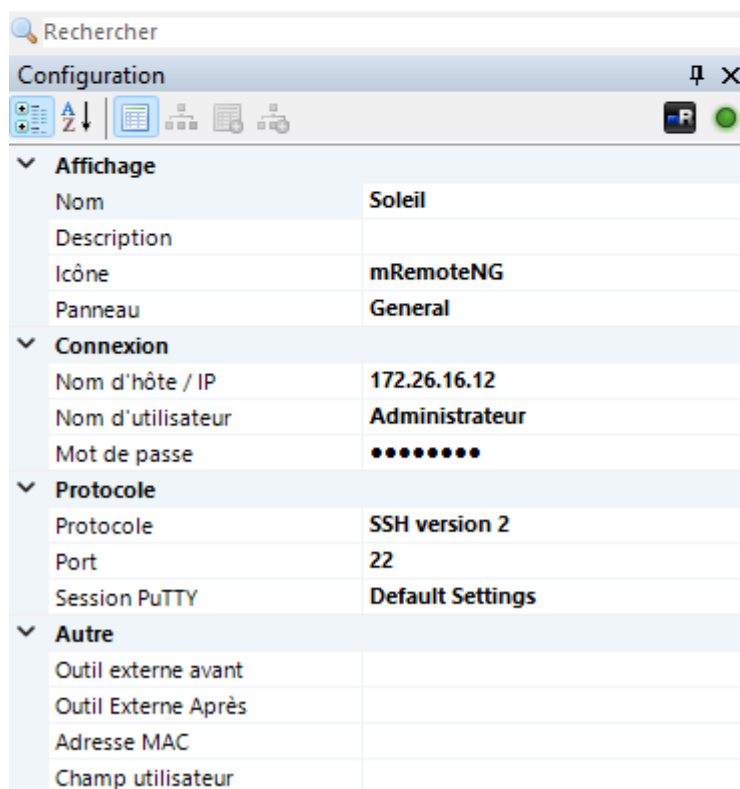 Rechercher
Configuration
Affichage
Nom Soleil
Description
Icône mRemoteNG
Panneau General
Connexion
Nom d'hôte / IP 172.26.16.12
Nom d'utilisateur Administrateur
Mot de passe ●●●●●●●●
Protocole
Protocole SSH version 2
Port 22
Session PuTTY Default Settings
Autre
Outil externe avant
Outil Externe Après
Adresse MAC
Champ utilisateur